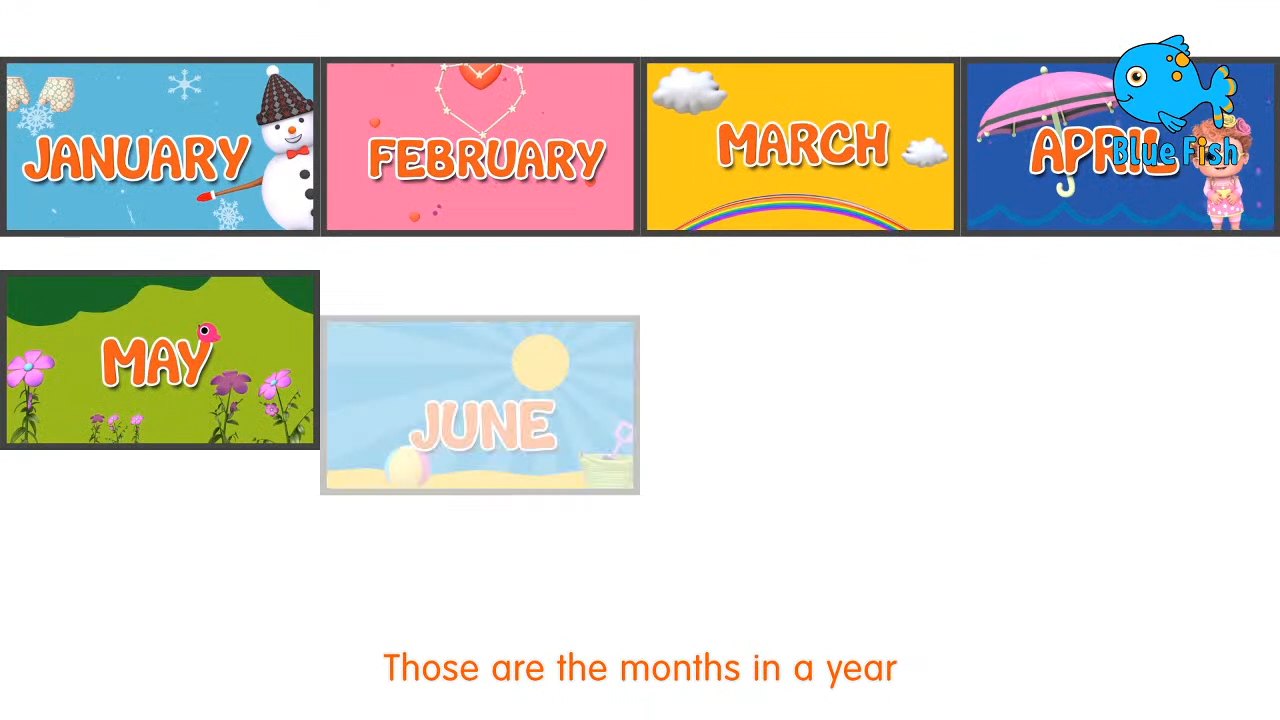 JANUARY
FEBRUARY
MARCH
APRIL
Blue Fish
MAY
JUNE
Those are the months in a year